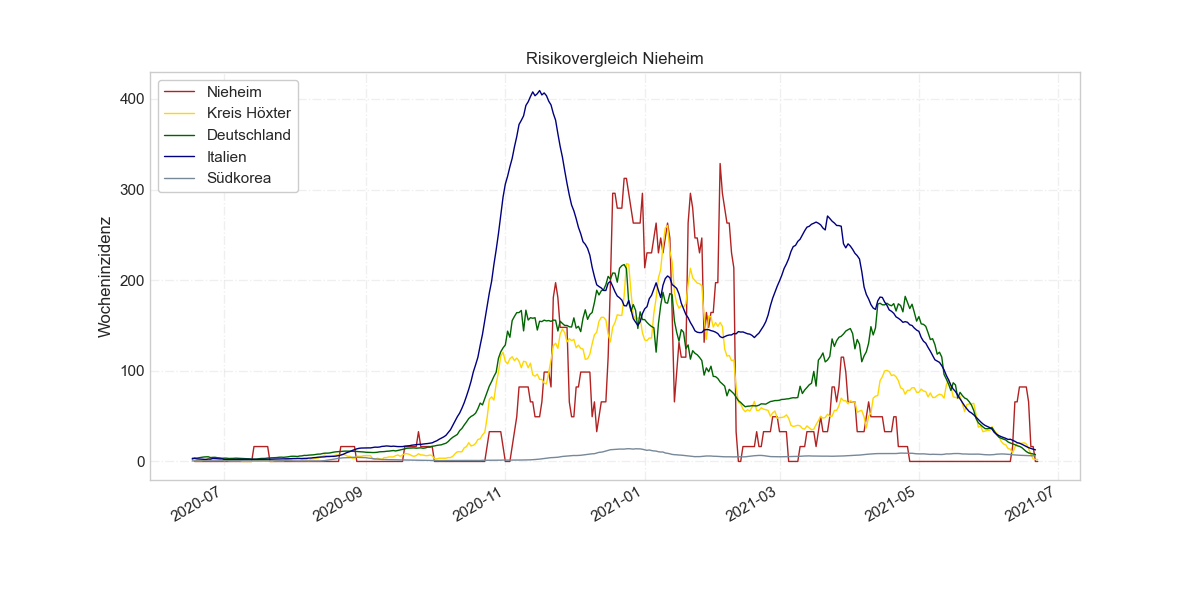 Risikovergleich Nieheim
Nieheim
Kreis Höxter
Deutschland
Italien
Südkorea
Wocheninzidenz
400
300
200
100
0
2020-07
2020-09
2020-11
2021-01
2021-03
2021-05
2021-07